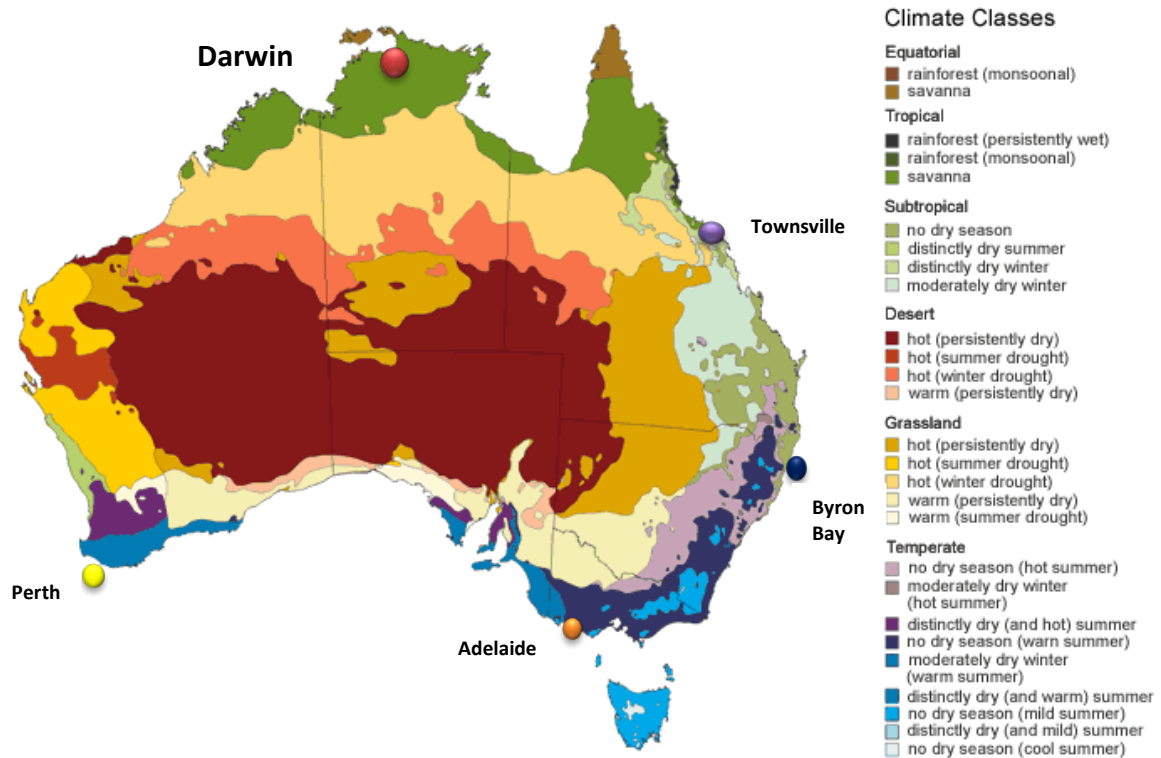 Darwin
Townsville
Byron
Bay
Perth
Adelaide
Climate Classes
Equatorial
rainforest (monsoonal)
savanna
Tropical
rainforest (persistently wet)
rainforest (monsoonal)
savanna
Subtropical
no dry season
distinctly dry summer
distinctly dry winter
moderately dry winter
Desert
hot (persistently dry)
hot (summer drought)
hot (winter drought)
warm (persistently dry)
Grassland
hot (persistently dry)
hot (summer drought)
hot (winter drought)
warm (persistently dry)
warm (summer drought)
Temperate
no dry season (hot summer)
moderately dry winter
(hot summer)
distinctly dry (and hot) summer
no dry season (warn summer)
moderately dry winter
(warm summer)
distinctly dry (and warm) summer
no dry season (mild summer)
distinctly dry (and mild) summer
no dry season (cool summer)